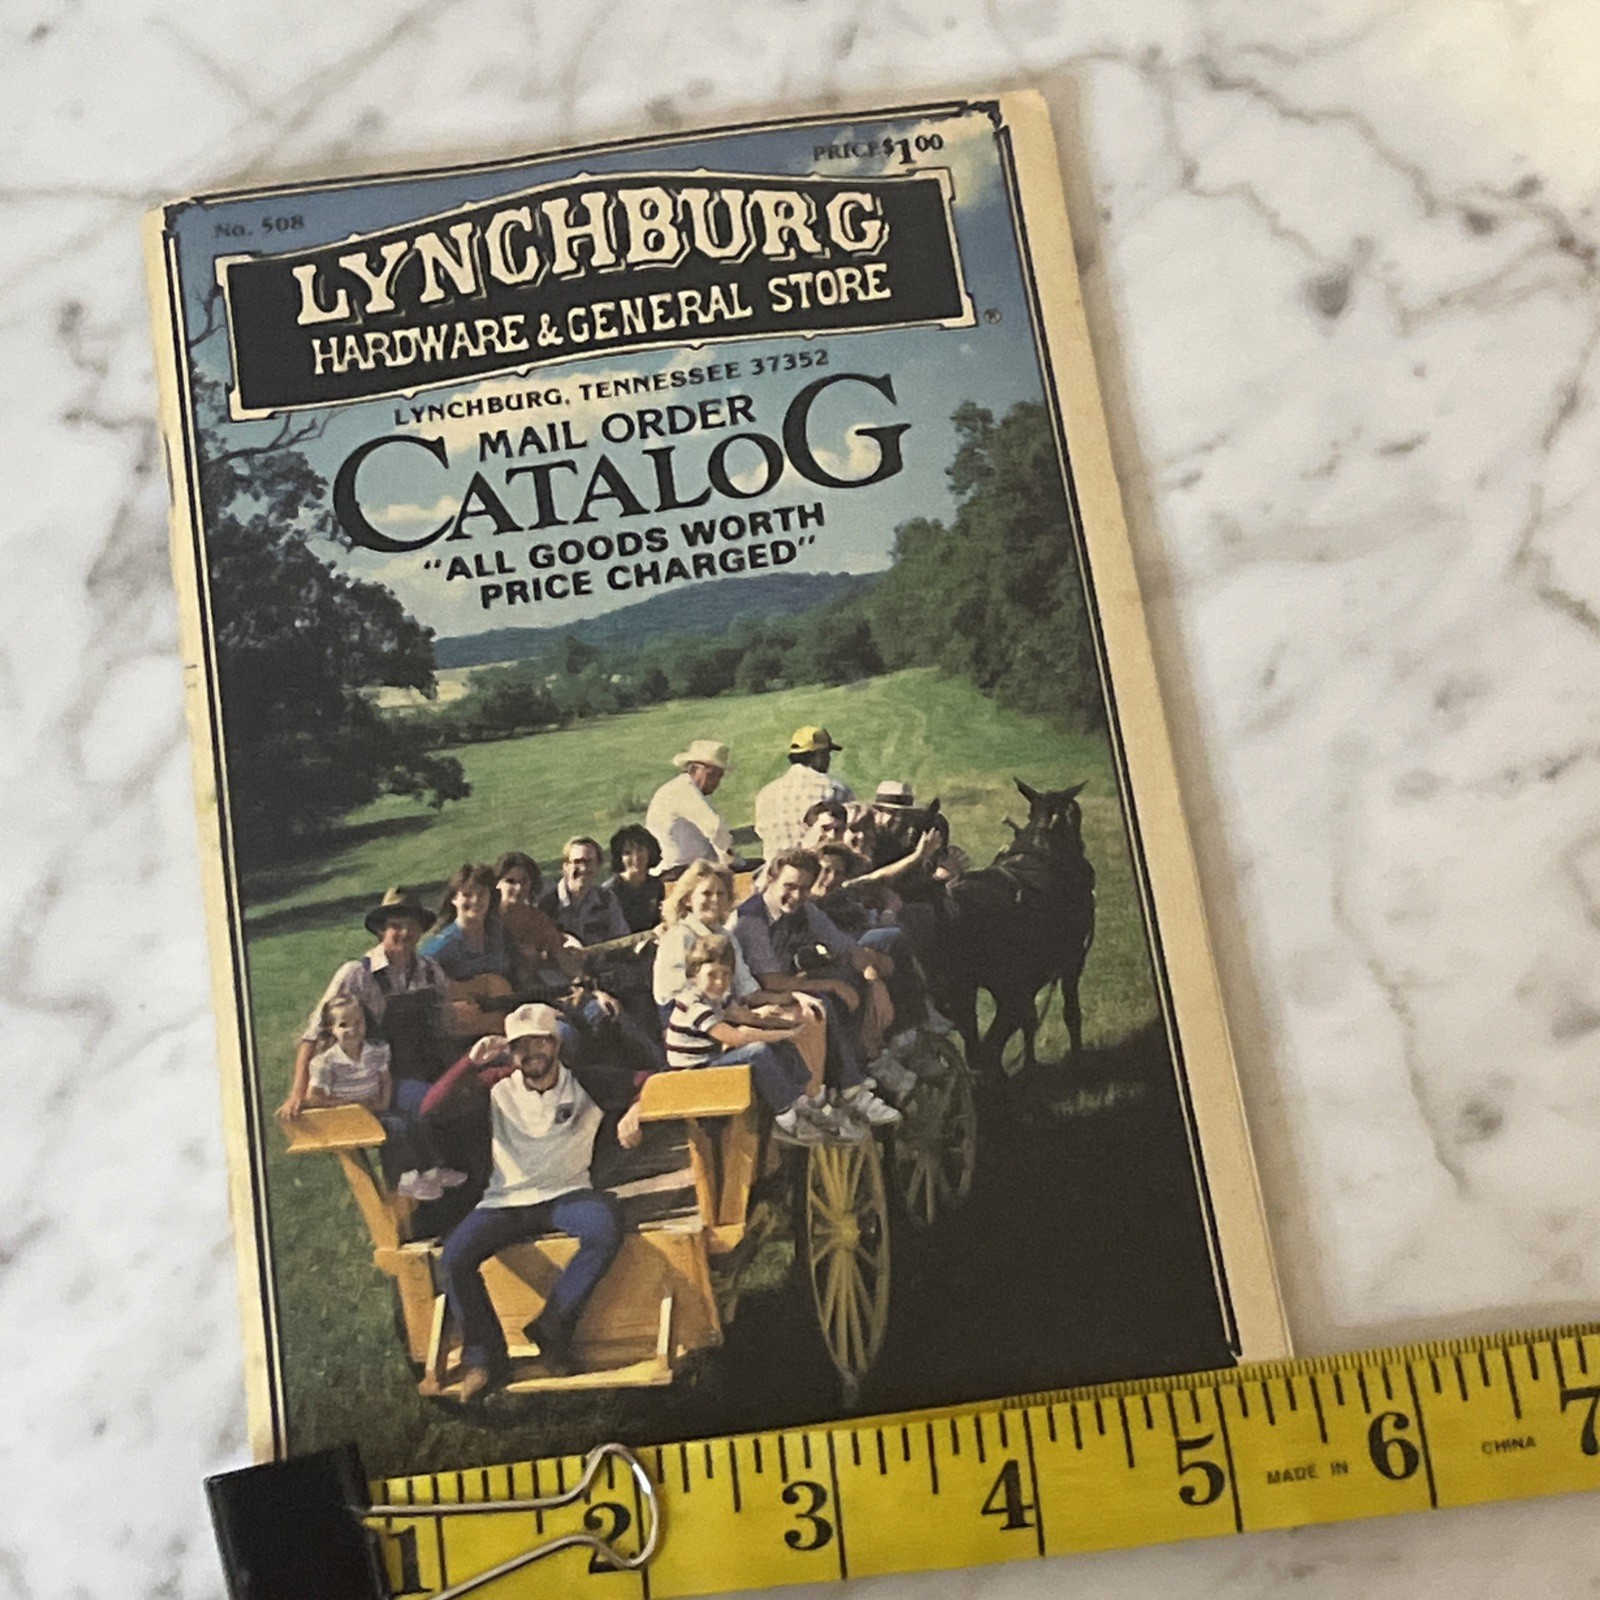 PRICE $1.00
No. 508
LYNCHBURG
HARDWARE & GENERAL STORE
®
LYNCHBURG, TENNESSEE 37352
MAIL ORDER
CATALOG
"ALL GOODS WORTH
PRICE CHARGED"
1 2 3 4 5 6 7
MADE IN CHINA